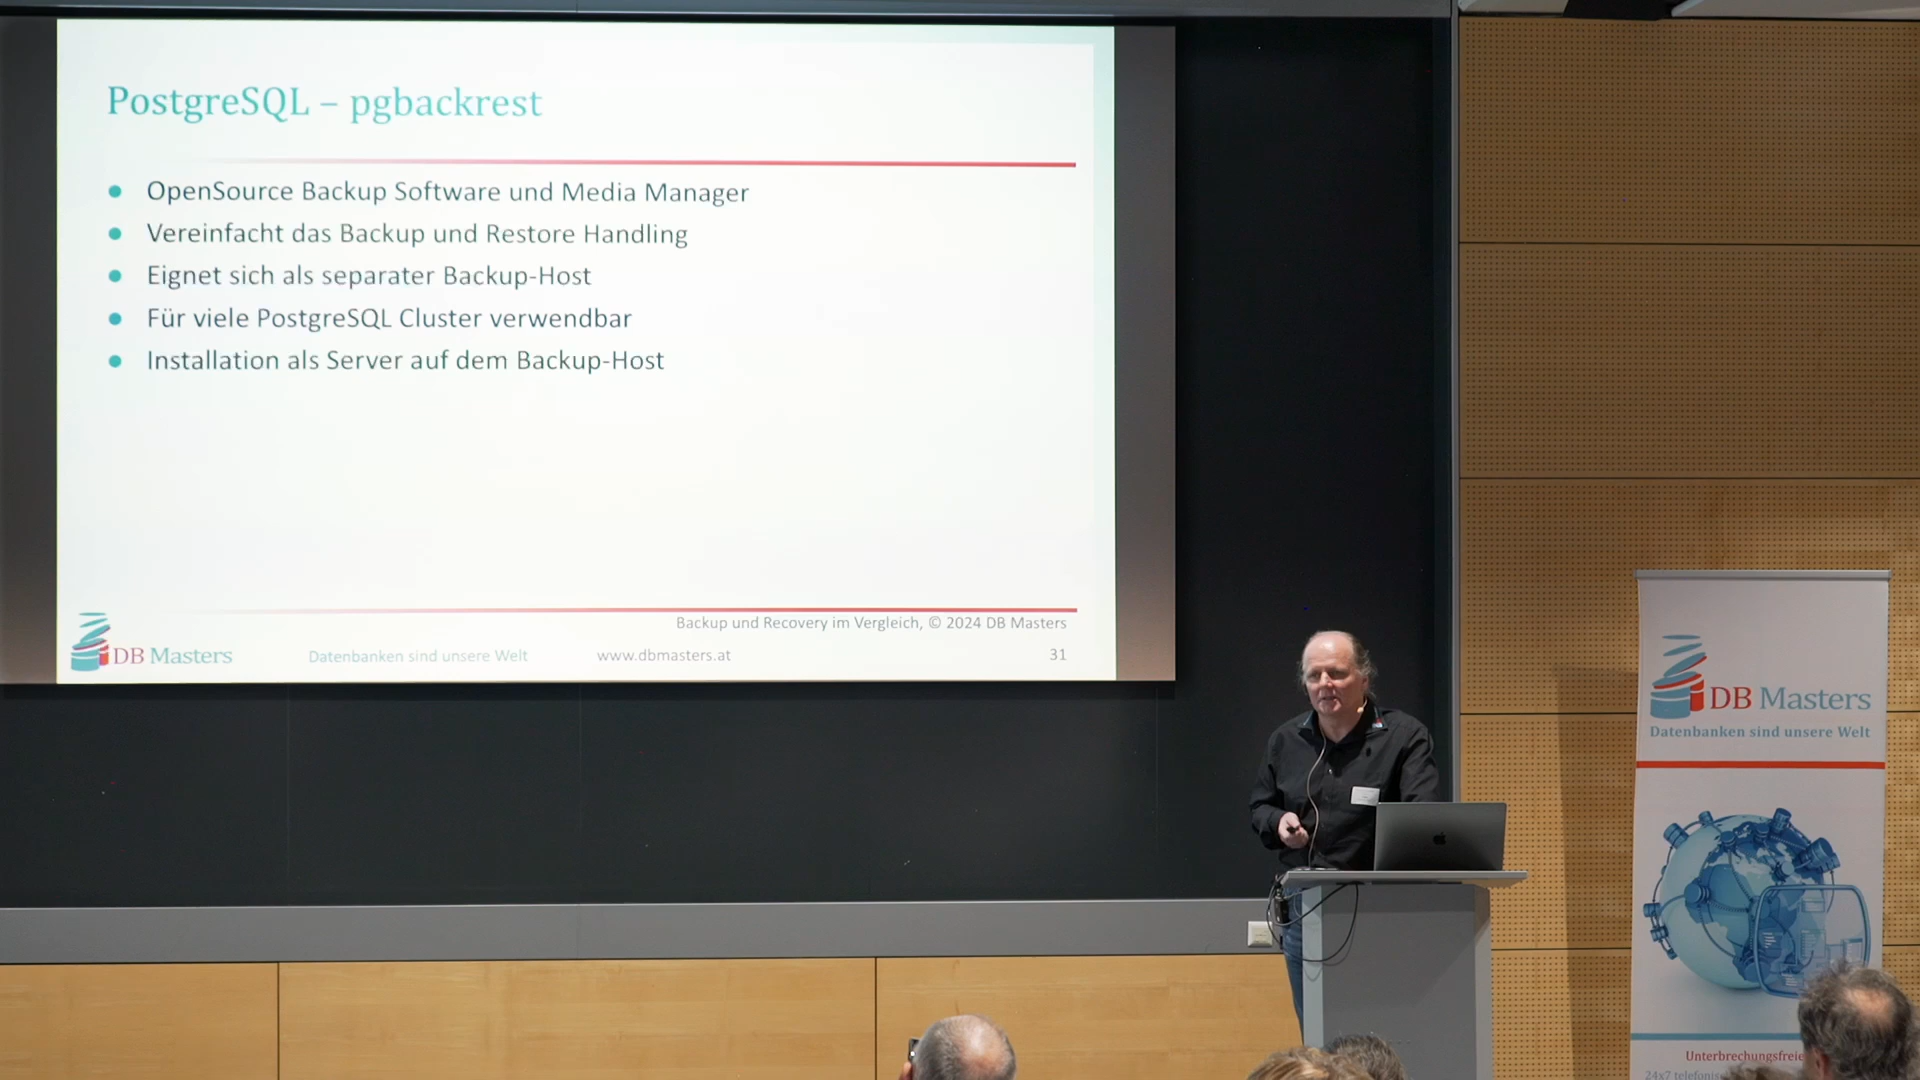 PostgreSQL – pgbackrest
OpenSource Backup Software und Media Manager
Vereinfacht das Backup und Restore Handling
Eignet sich als separater Backup-Host
Für viele PostgreSQL Cluster verwendbar
Installation als Server auf dem Backup-Host
Backup und Recovery im Vergleich, © 2024 DB Masters
DB Masters
Datenbanken sind unsere Welt
www.dbmasters.at
31
DB Masters
Datenbanken sind unsere Welt
Unterbrechungsfreie
24x7